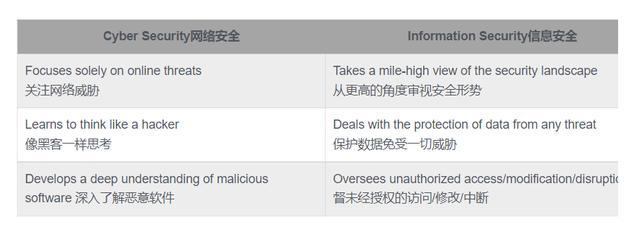 Cyber Security网络安全
Information Security信息安全
Focuses solely on online threats
关注网络威胁
Takes a mile-high view of the security landscape
从更高的角度审视安全形势
Learns to think like a hacker
像黑客一样思考
Deals with the protection of data from any threat
保护数据免受一切威胁
Develops a deep understanding of malicious
software 深入了解恶意软件
Oversees unauthorized access/modification/disruptic
督未经授权的访问/修改/中断